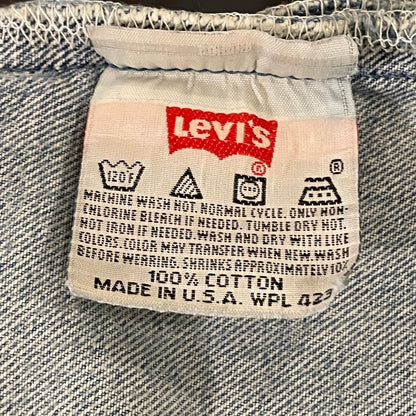 Levi's
®
®
120F
MACHINE WASH HOT. NORMAL CYCLE. ONLY NON-
CHLORINE BLEACH IF NEEDED. TUMBLE DRY HOT.
HOT IRON IF NEEDED. WASH AND DRY WITH LIKE
COLORS. COLOR MAY TRANSFER WHEN NEW. WASH
BEFORE WEARING. SHRINKS APPROXIMATELY 10%
100% COTTON
MADE IN U.S.A. WPL 423